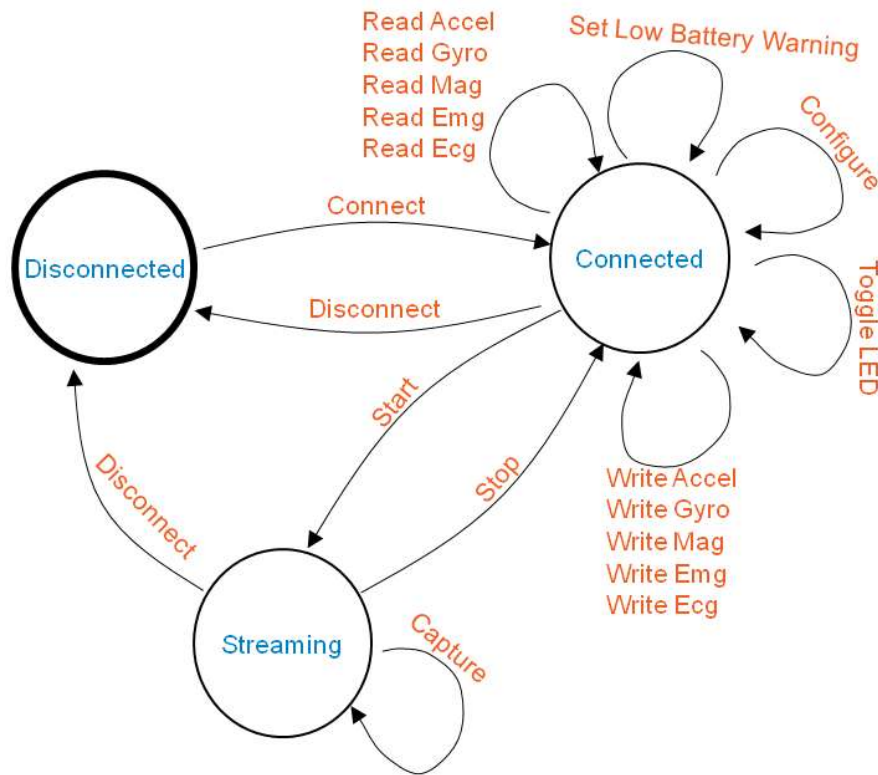 Read Accel
Read Gyro
Read Mag
Read Emg
Read Ecg
Set Low Battery Warning
Configure
Connect
Disconnected
Connected
Toggle LED
Disconnect
Start
Stop
Disconnect
Write Accel
Write Gyro
Write Mag
Write Emg
Write Ecg
Streaming
Capture